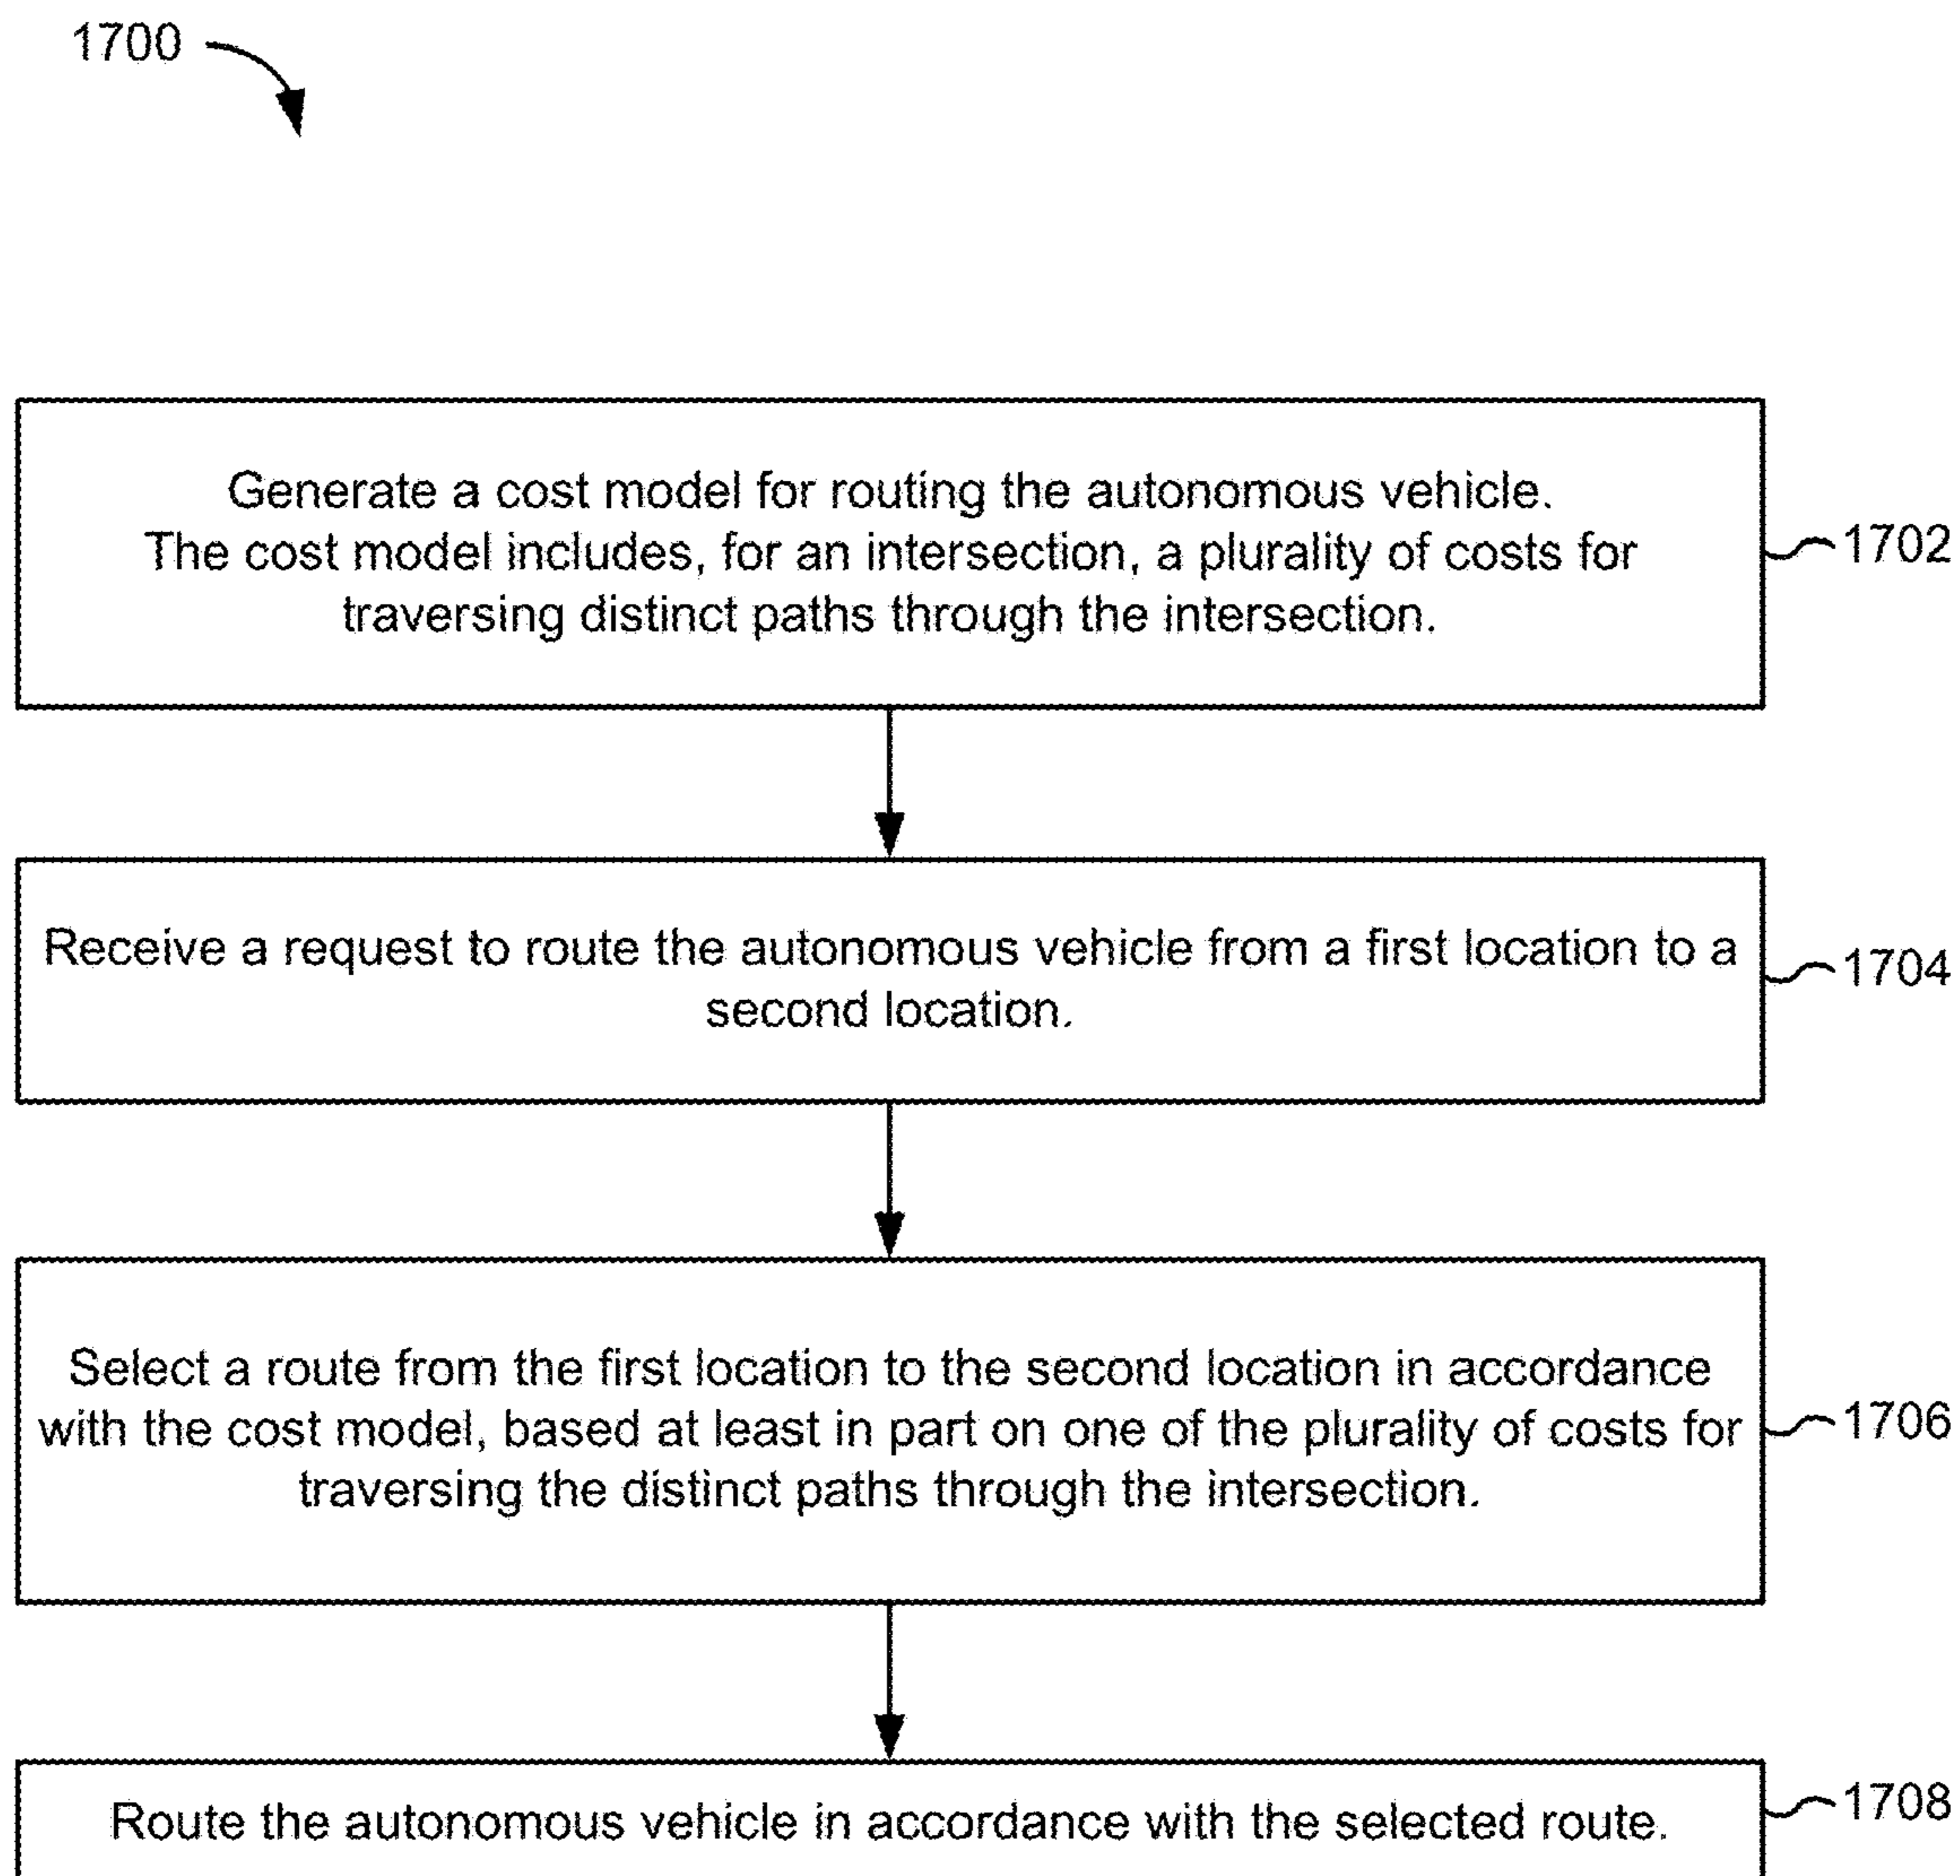 1700
Generate a cost model for routing the autonomous vehicle.
The cost model includes, for an intersection, a plurality of costs for
traversing distinct paths through the intersection.
1702
Receive a request to route the autonomous vehicle from a first location to a
second location.
1704
Select a route from the first location to the second location in accordance
with the cost model, based at least in part on one of the plurality of costs for
traversing the distinct paths through the intersection.
1706
Route the autonomous vehicle in accordance with the selected route.
1708